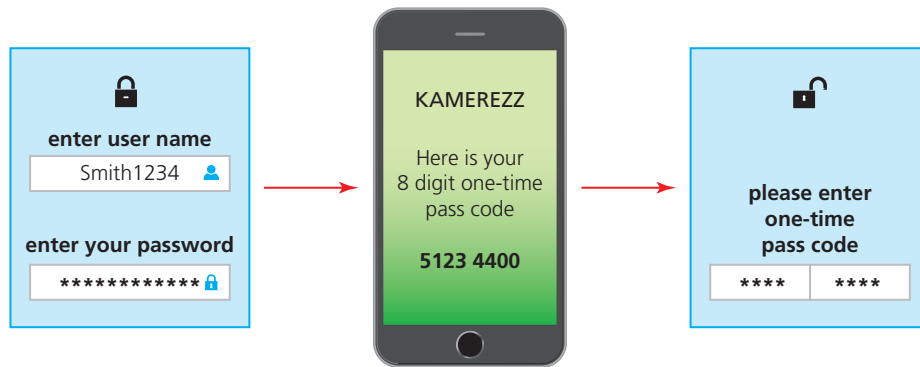 enter user name
Smith1234
enter your password
************
KAMEREZZ
Here is your
8 digit one-time
pass code
5123 4400
please enter
one-time
pass code
**** ****